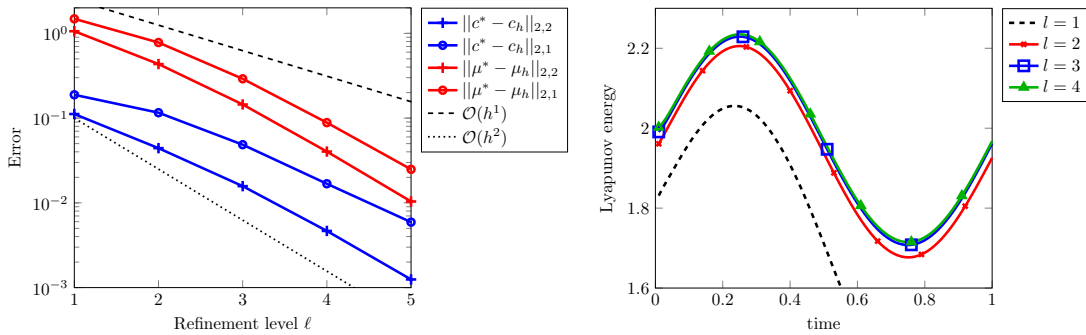 10^0
10^{-1}
10^{-2}
10^{-3}
Error
1 2 3 4 5
Refinement level ℓ
||c* − c_h||_{2,2}
||c* − c_h||_{2,1}
||μ* − μ_h||_{2,2}
||μ* − μ_h||_{2,1}
O(h^1)
O(h^2)
2.2
2
1.8
1.6
Lyapunov energy
0 0.2 0.4 0.6 0.8 1
time
l = 1
l = 2
l = 3
l = 4